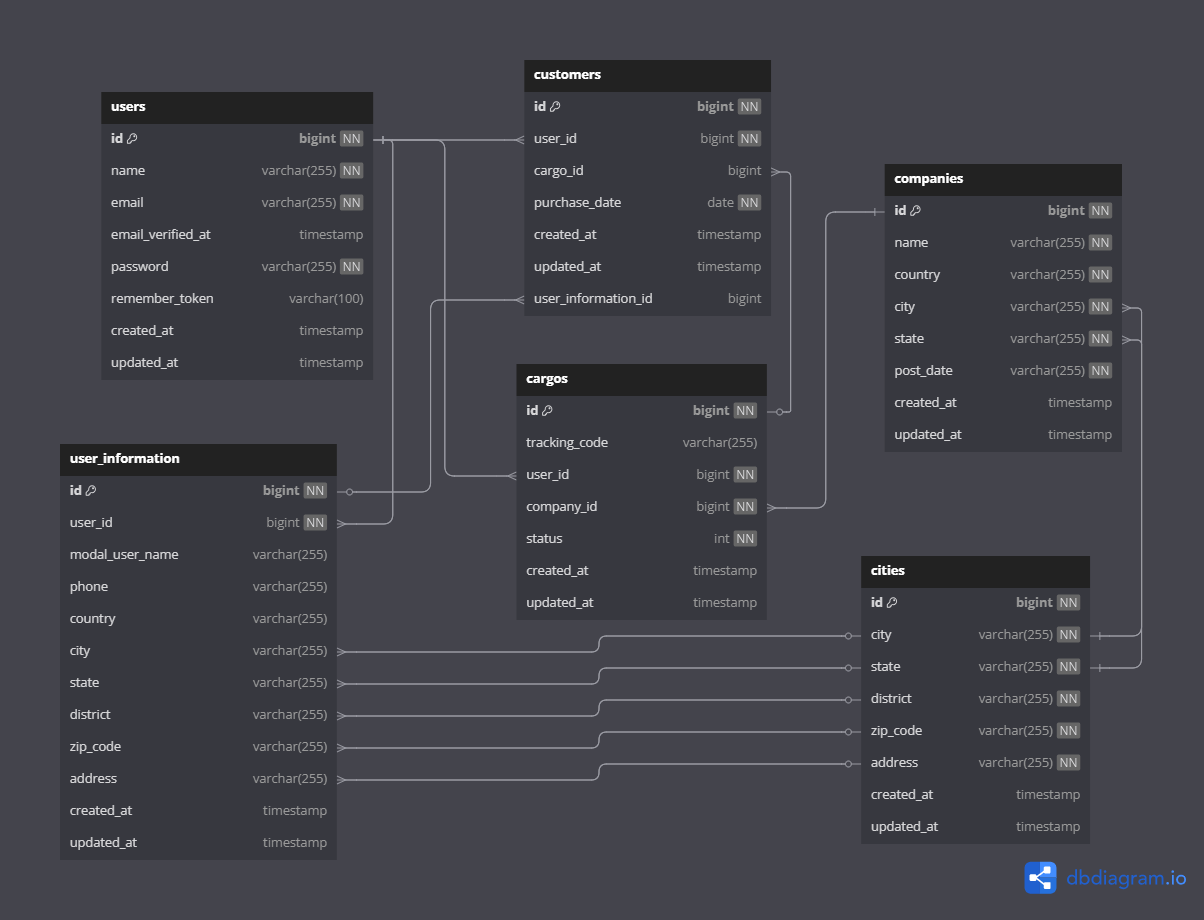 users
id bigint NN
name varchar(255) NN
email varchar(255) NN
email_verified_at timestamp
password varchar(255) NN
remember_token varchar(100)
created_at timestamp
updated_at timestamp
customers
id bigint NN
user_id bigint NN
cargo_id bigint
purchase_date date NN
created_at timestamp
updated_at timestamp
user_information_id bigint
companies
id bigint NN
name varchar(255) NN
country varchar(255) NN
city varchar(255) NN
state varchar(255) NN
post_date varchar(255) NN
created_at timestamp
updated_at timestamp
cargos
id bigint NN
tracking_code varchar(255)
user_id bigint NN
company_id bigint NN
status int NN
created_at timestamp
updated_at timestamp
user_information
id bigint NN
user_id bigint NN
modal_user_name varchar(255)
phone varchar(255)
country varchar(255)
city varchar(255)
state varchar(255)
district varchar(255)
zip_code varchar(255)
address varchar(255)
created_at timestamp
updated_at timestamp
cities
id bigint NN
city varchar(255) NN
state varchar(255) NN
district varchar(255) NN
zip_code varchar(255) NN
address varchar(255) NN
created_at timestamp
updated_at timestamp
dbdiagram.io